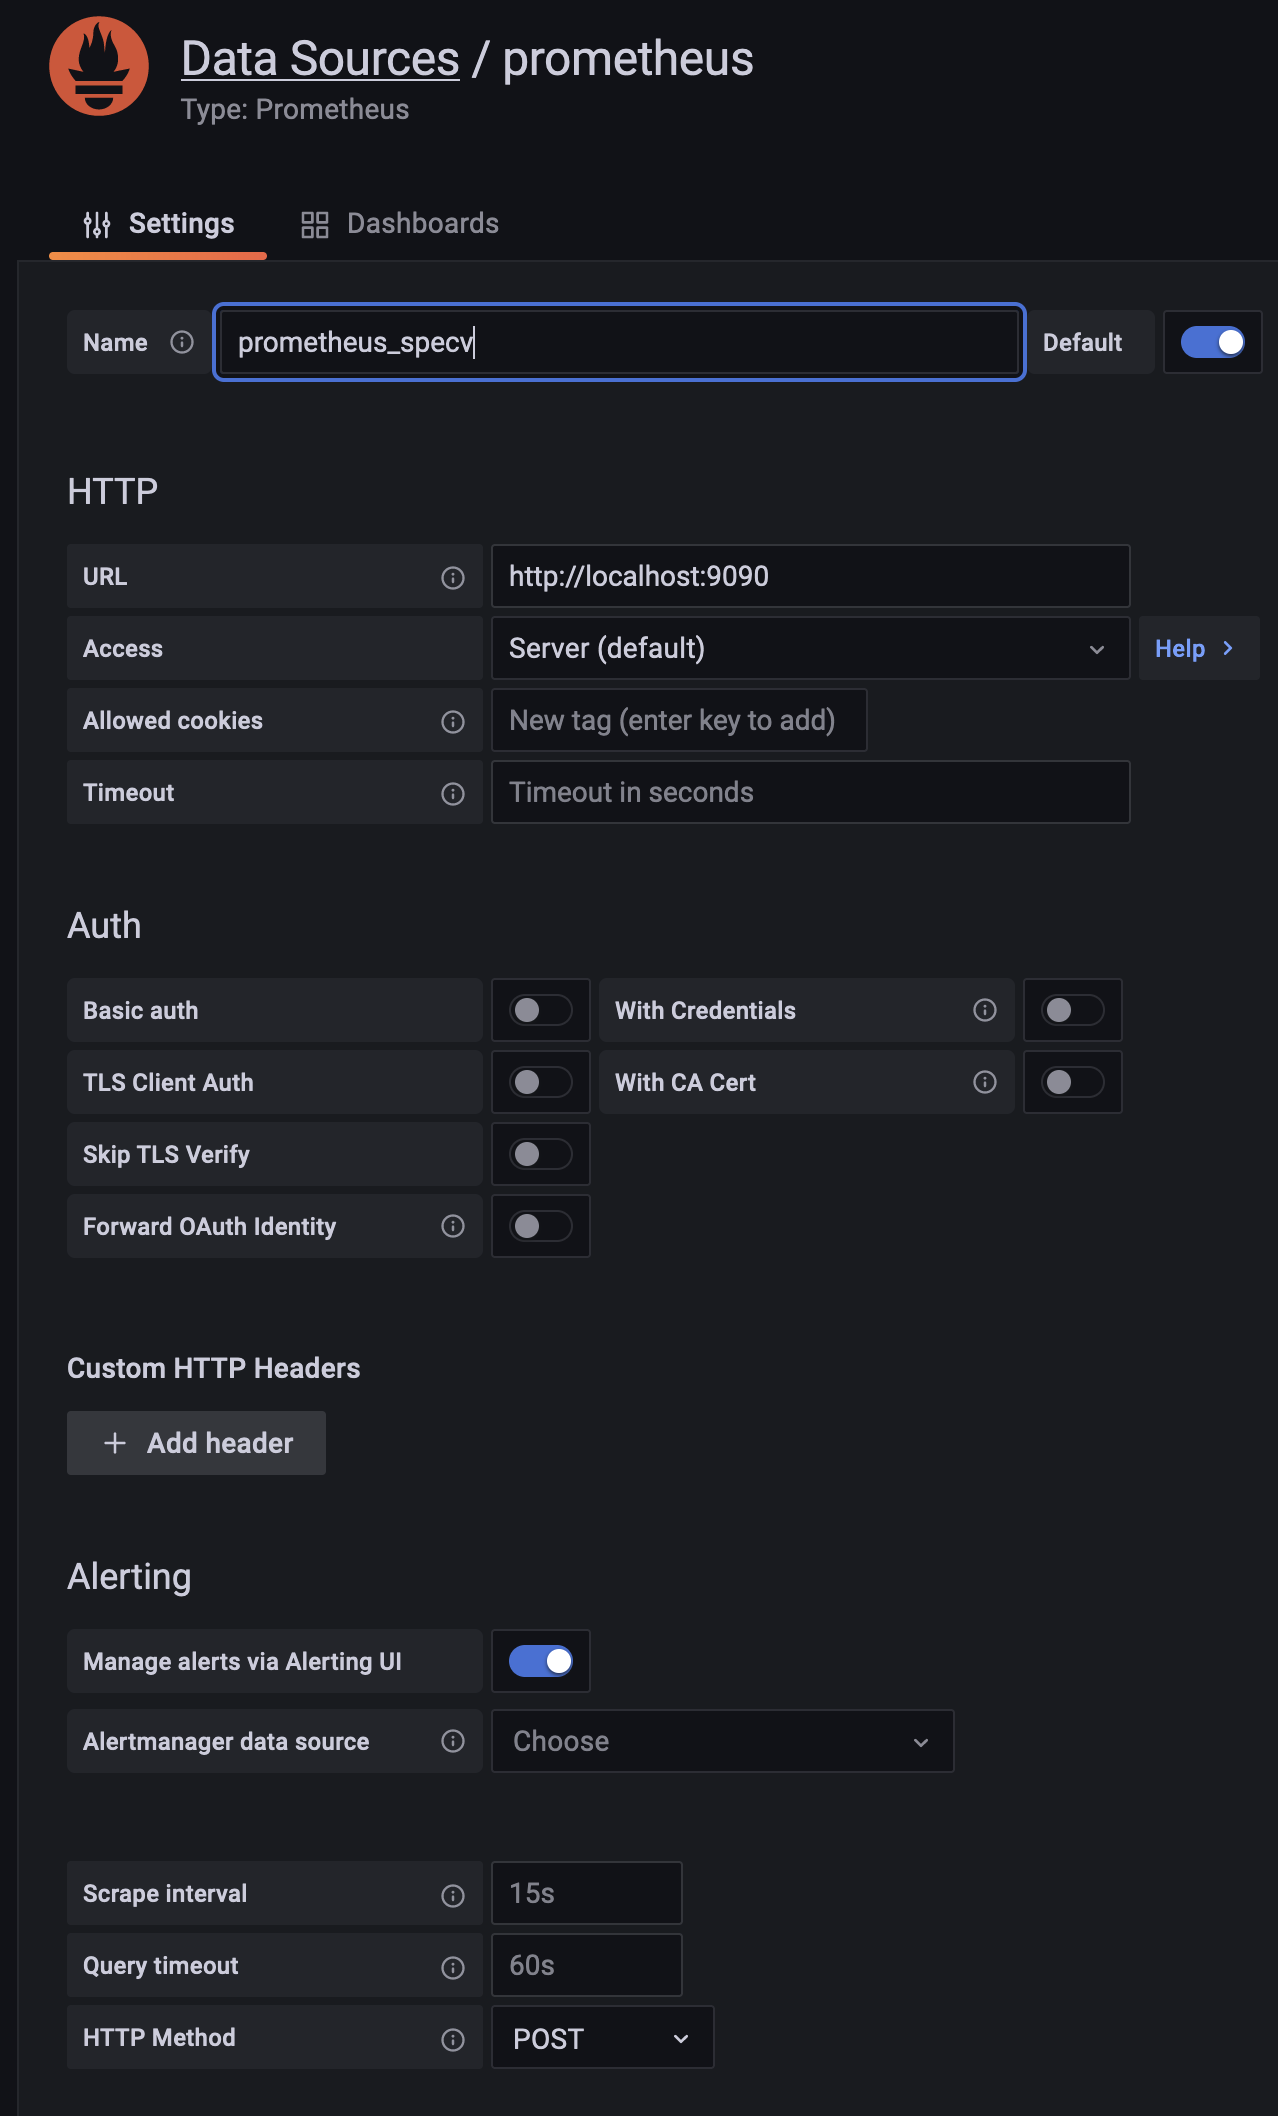 Data Sources / prometheus
Type: Prometheus
Settings
Dashboards
Name
prometheus_specv
Default
HTTP
URL
http://localhost:9090
Access
Server (default)
Help
Allowed cookies
New tag (enter key to add)
Timeout
Timeout in seconds
Auth
Basic auth
With Credentials
TLS Client Auth
With CA Cert
Skip TLS Verify
Forward OAuth Identity
Custom HTTP Headers
Add header
Alerting
Manage alerts via Alerting UI
Alertmanager data source
Choose
Scrape interval
15s
Query timeout
60s
HTTP Method
POST